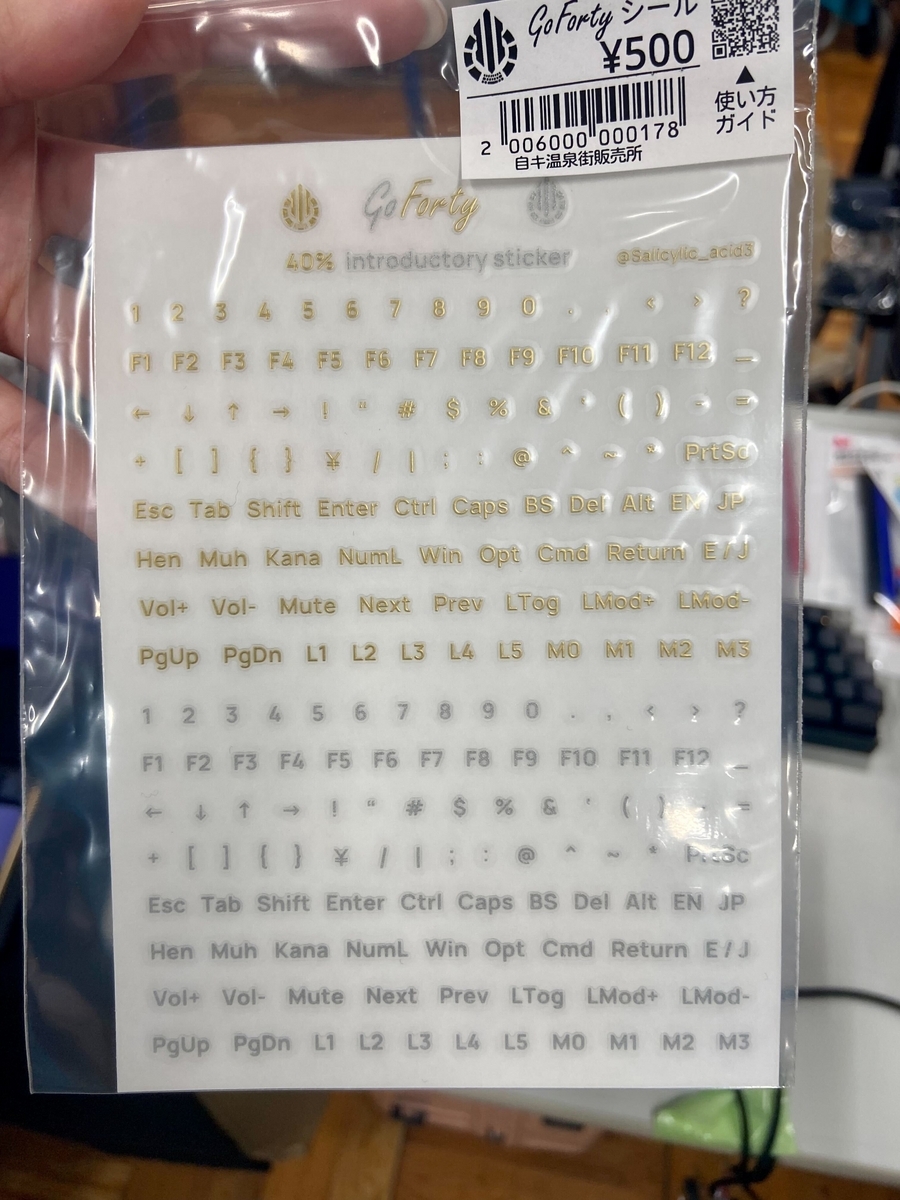 GoForty シール
¥500
使い方
ガイド
2 006000 000178
自キ温泉街販売所
GoForty
40% introductory sticker @Salicylic_acid3
1 2 3 4 5 6 7 8 9 0 . , < > ?
F1 F2 F3 F4 F5 F6 F7 F8 F9 F10 F11 F12 _
← ↓ ↑ → ! “ # $ % & ' ( ) - =
+ [ ] { } ¥ / | ; : @ ^ ~ * PrtSc
Esc Tab Shift Enter Ctrl Caps BS Del Alt EN JP
Hen Muh Kana NumL Win Opt Cmd Return E/J
Vol+ Vol- Mute Next Prev LTog LMod+ LMod-
PgUp PgDn L1 L2 L3 L4 L5 M0 M1 M2 M3
1 2 3 4 5 6 7 8 9 0 . , < > ?
F1 F2 F3 F4 F5 F6 F7 F8 F9 F10 F11 F12 _
← ↓ ↑ → ! “ # $ % & ' ( ) - =
+ [ ] { } ¥ / | ; : @ ^ ~ * PrtSc
Esc Tab Shift Enter Ctrl Caps BS Del Alt EN JP
Hen Muh Kana NumL Win Opt Cmd Return E/J
Vol+ Vol- Mute Next Prev LTog LMod+ LMod-
PgUp PgDn L1 L2 L3 L4 L5 M0 M1 M2 M3